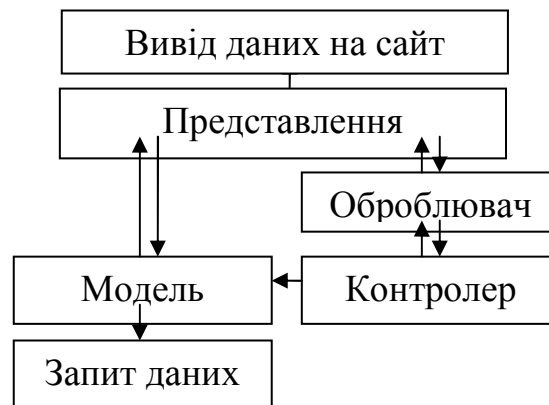 Вивід даних на сайт
Представлення
Оброблювач
Модель
Контролер
Запит даних